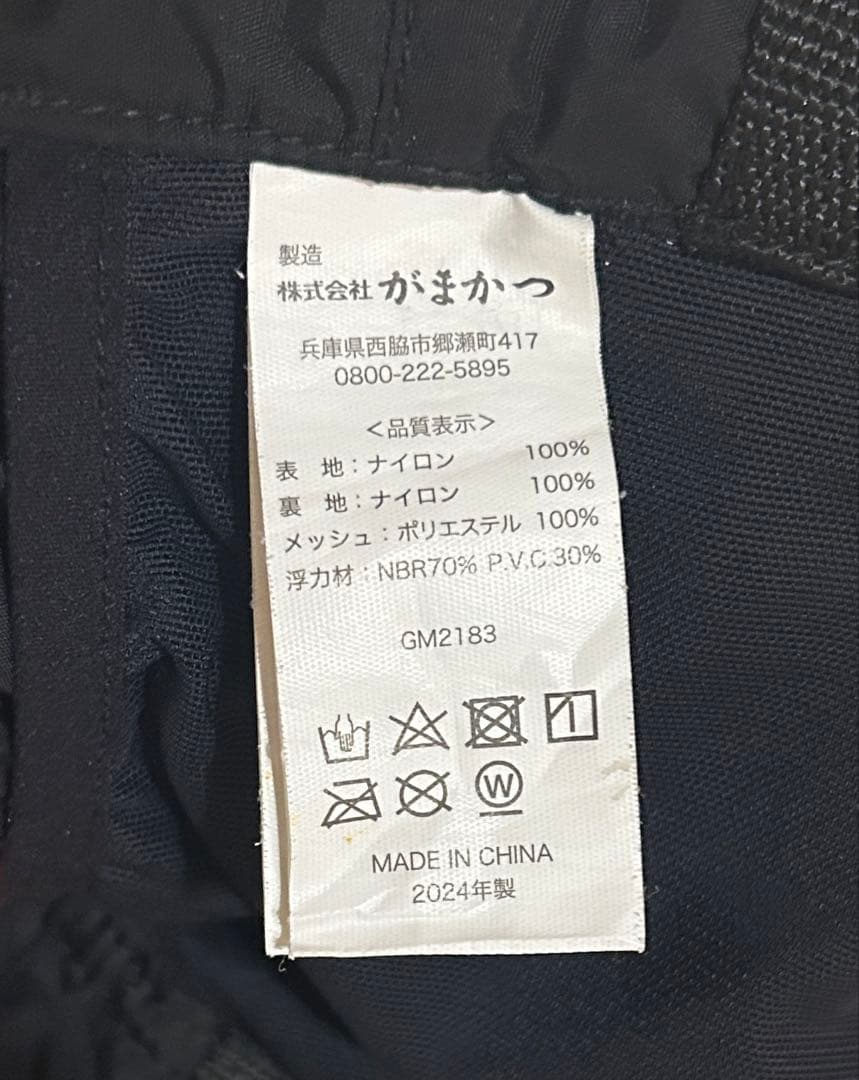 製造
株式会社 がまかつ
兵庫県西脇市郷瀬町417
0800-222-5895
＜品質表示＞
表　地：ナイロン 100%
裏　地：ナイロン 100%
メッシュ：ポリエステル 100%
浮力材：NBR70% P.V.C.30%
GM2183
W
MADE IN CHINA
2024年製